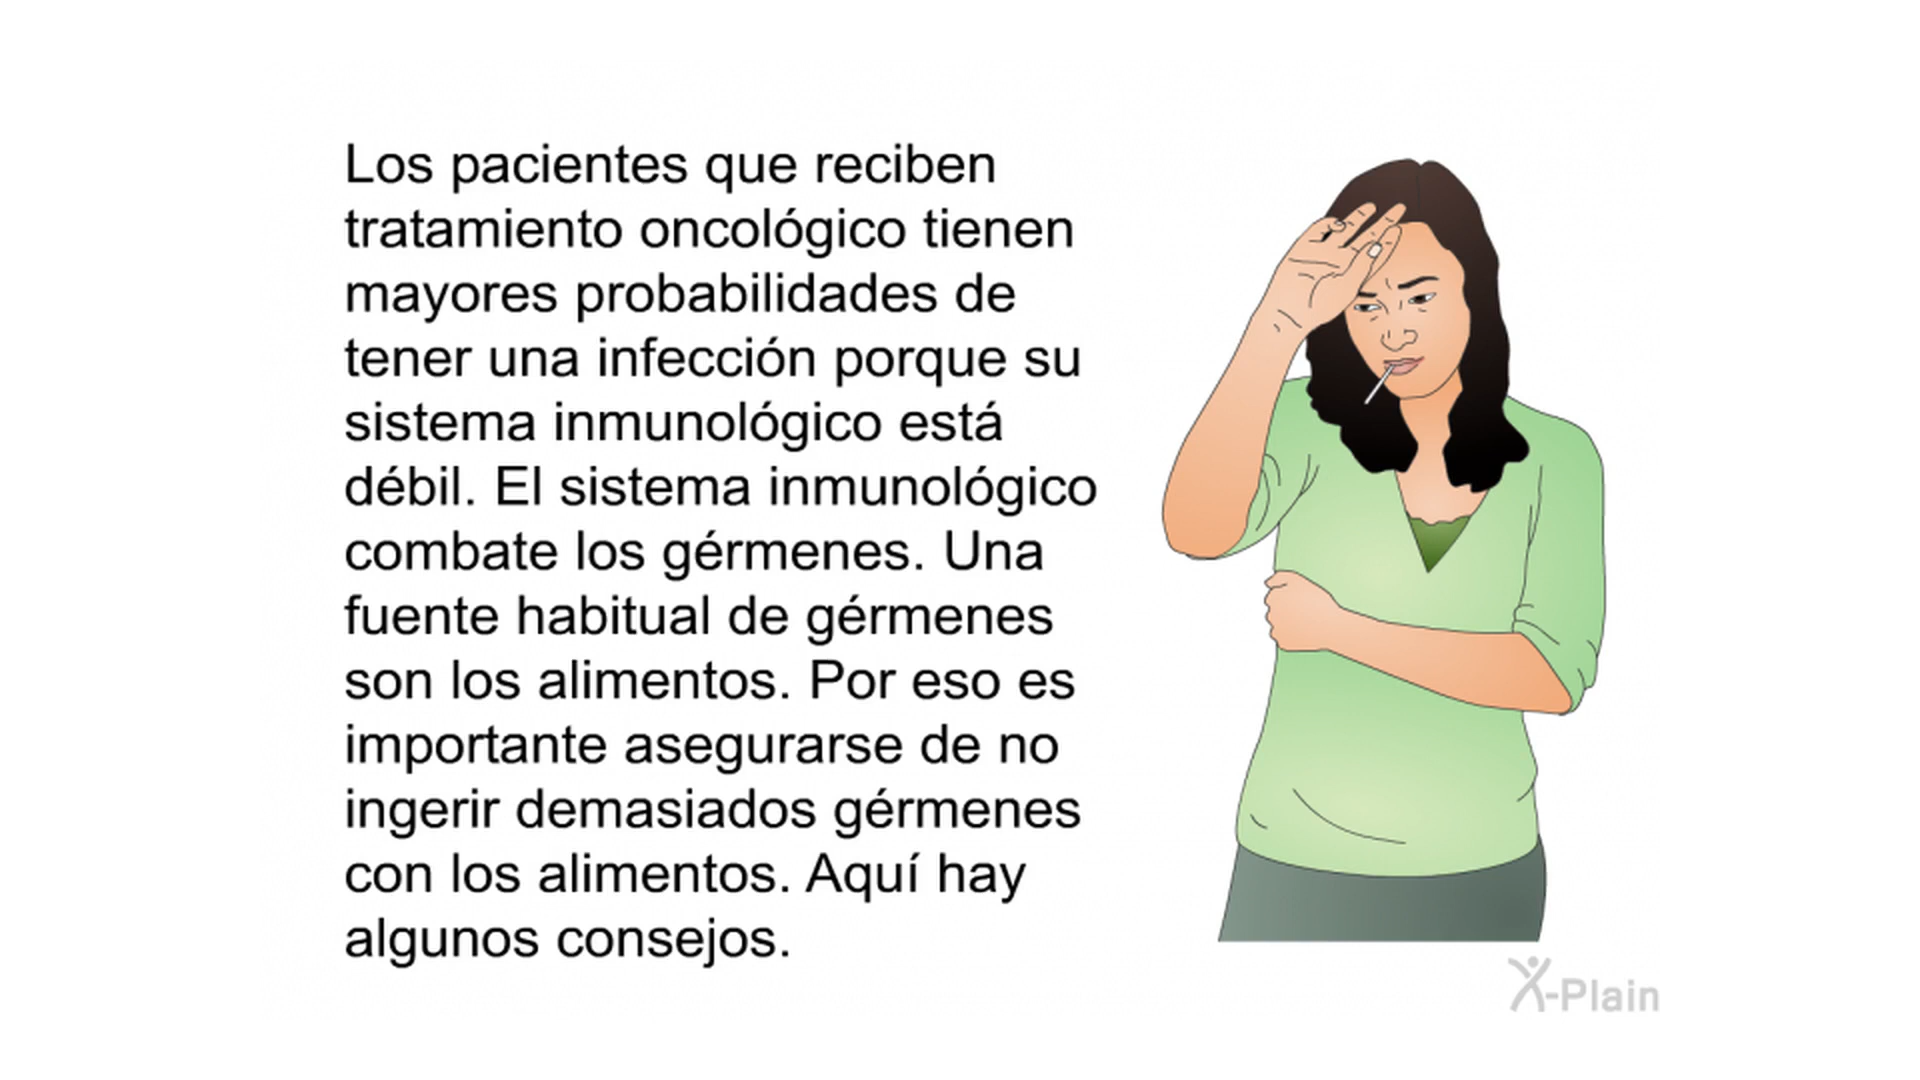 Los pacientes que reciben
tratamiento oncológico tienen
mayores probabilidades de
tener una infección porque su
sistema inmunológico está
débil. El sistema inmunológico
combate los gérmenes. Una
fuente habitual de gérmenes
son los alimentos. Por eso es
importante asegurarse de no
ingerir demasiados gérmenes
con los alimentos. Aquí hay
algunos consejos.
X-Plain